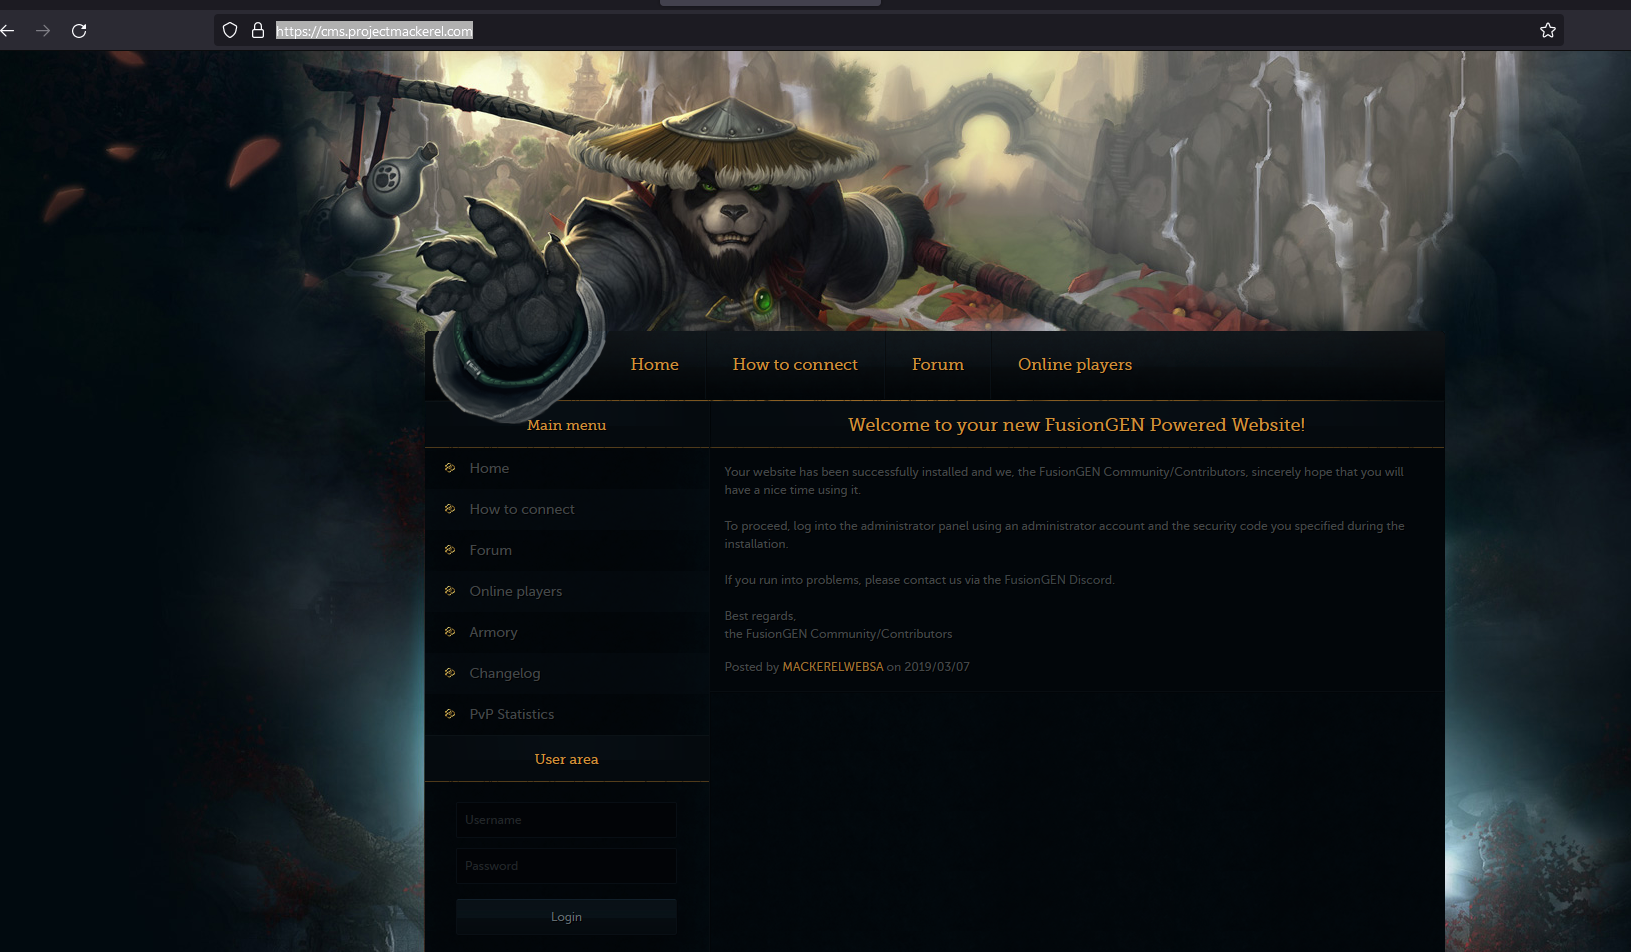 https://cms.projectmackerel.com
Home
How to connect
Forum
Online players
Main menu
Home
How to connect
Forum
Online players
Armory
Changelog
PvP Statistics
User area
Username
Password
Login
Welcome to your new FusionGEN Powered Website!
Your website has been successfully installed and we, the FusionGEN Community/Contributors, sincerely hope that you will
have a nice time using it.
To proceed, log into the administrator panel using an administrator account and the security code you specified during the
installation.
If you run into problems, please contact us via the FusionGEN Discord.
Best regards,
the FusionGEN Community/Contributors
Posted by MACKERELWEBSA on 2019/03/07